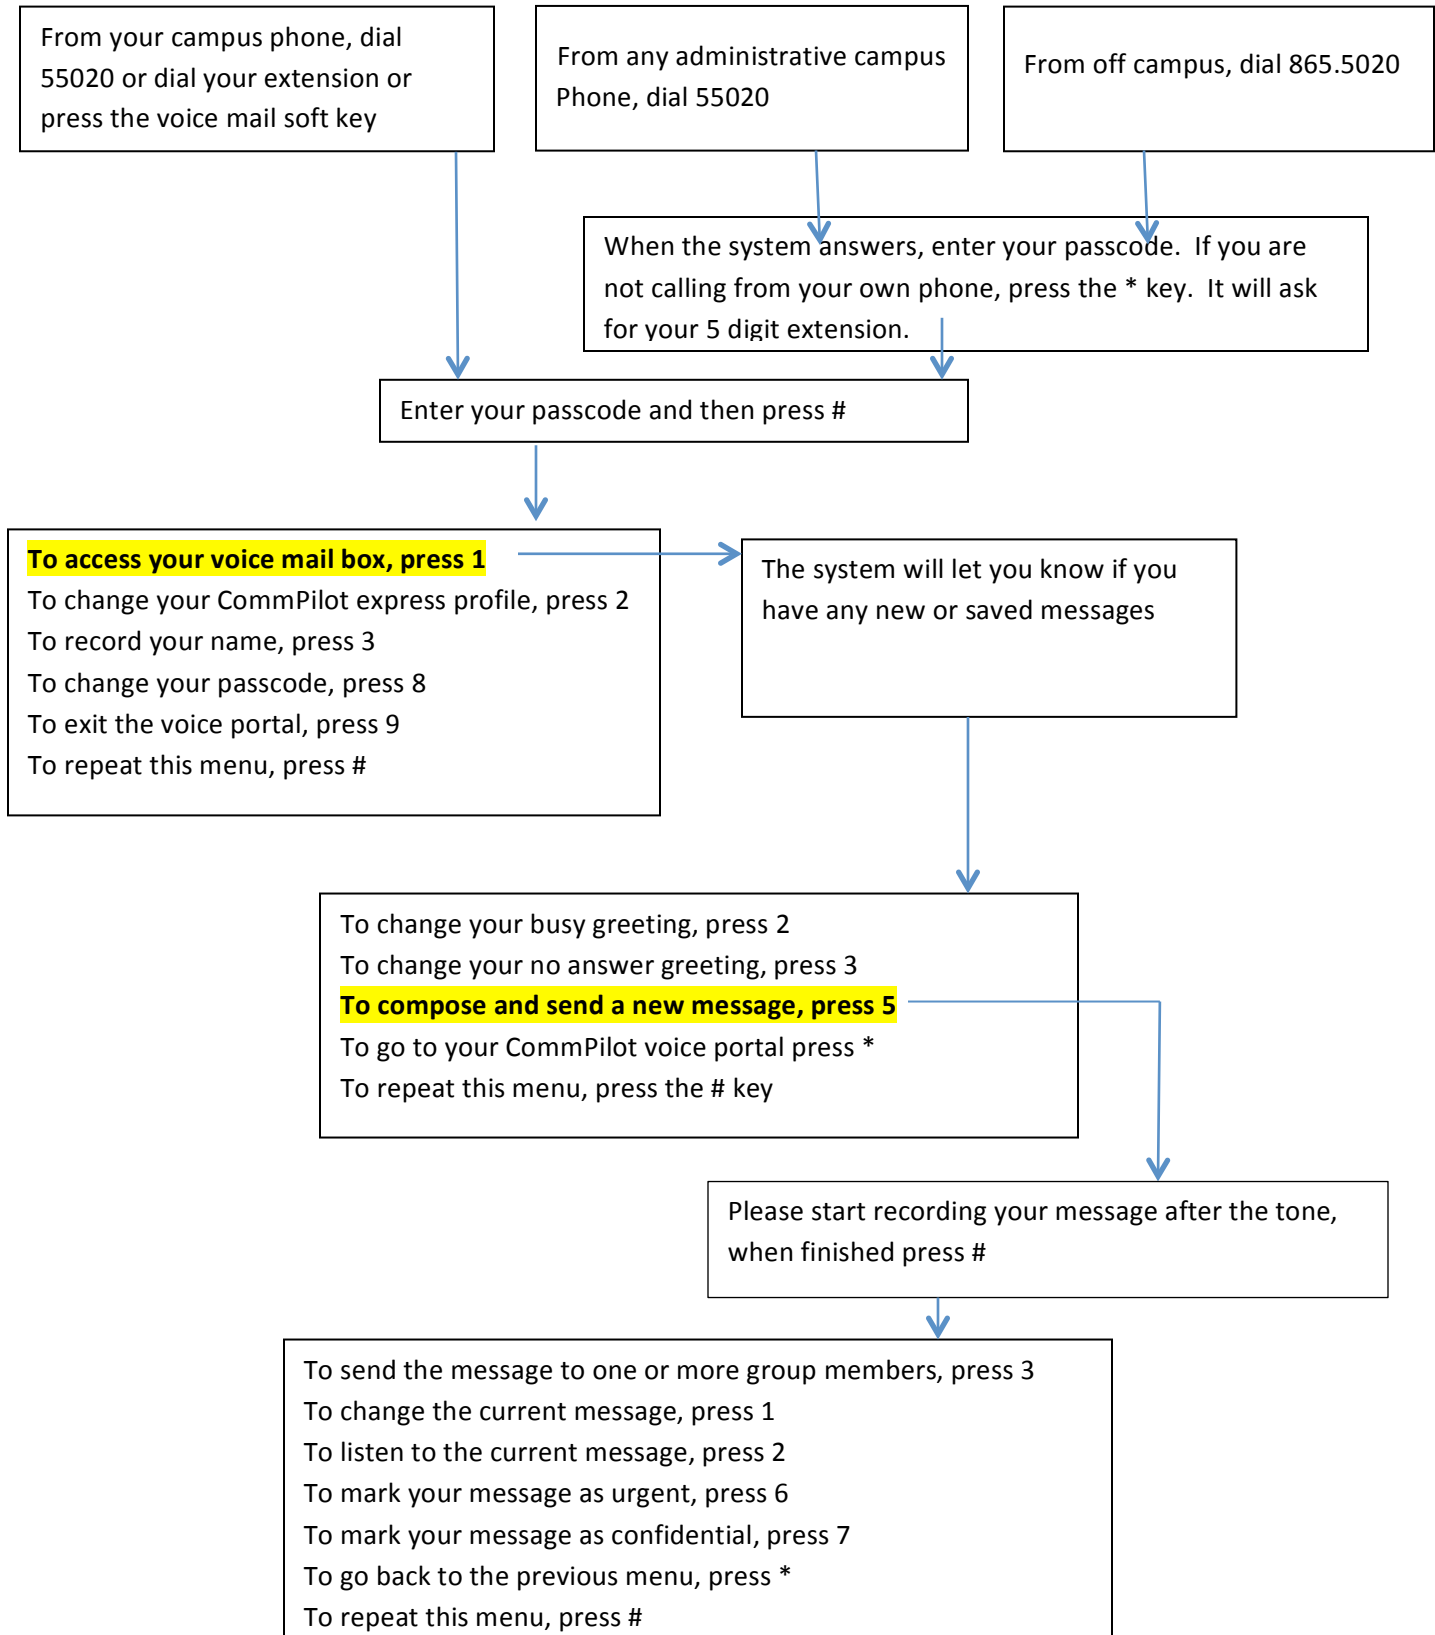 From your campus phone, dial
55020 or dial your extension or
press the voice mail soft key
From any administrative campus
Phone, dial 55020
From off campus, dial 865.5020
When the system answers, enter your passcode.  If you are
not calling from your own phone, press the * key.  It will ask
for your 5 digit extension.
Enter your passcode and then press #
To access your voice mail box, press 1
To change your CommPilot express profile, press 2
To record your name, press 3
To change your passcode, press 8
To exit the voice portal, press 9
To repeat this menu, press #
The system will let you know if you
have any new or saved messages
To change your busy greeting, press 2
To change your no answer greeting, press 3
To compose and send a new message, press 5
To go to your CommPilot voice portal press *
To repeat this menu, press the # key
Please start recording your message after the tone,
when finished press #
To send the message to one or more group members, press 3
To change the current message, press 1
To listen to the current message, press 2
To mark your message as urgent, press 6
To mark your message as confidential, press 7
To go back to the previous menu, press *
To repeat this menu, press #